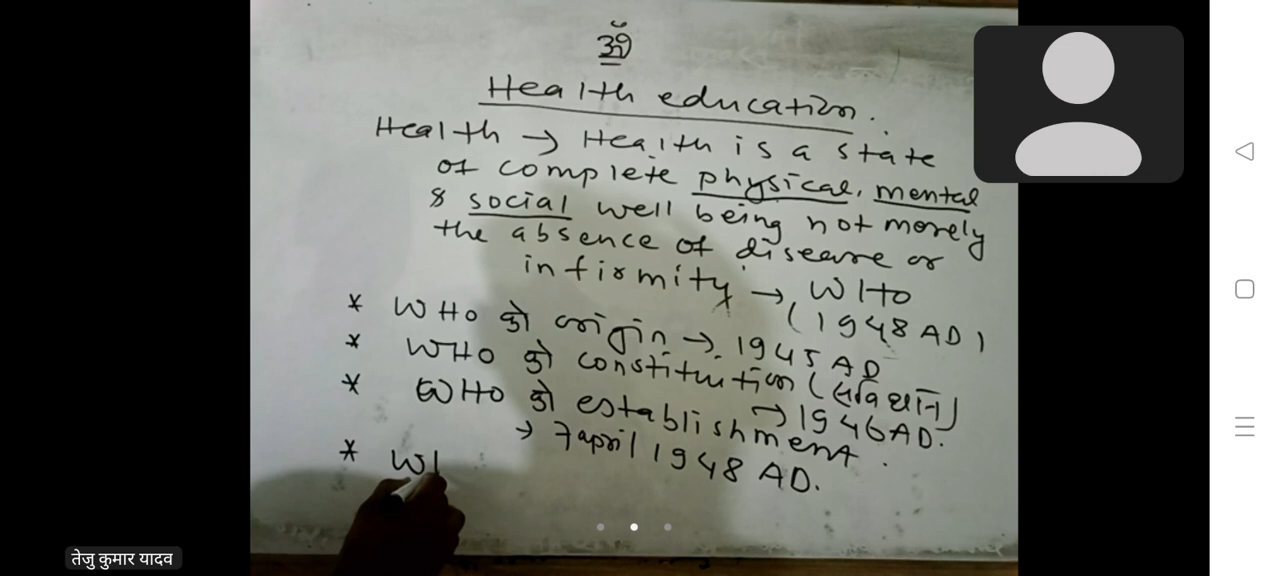 ॐ
Health education.
Health → Health is a state
of complete physical, mental
& social well being not merely
the absence of disease or
infirmity → WHO
(1948 AD)
* WHO को origin → 1945 AD
* WHO को constitution (संविधान)
→ 1946 AD.
* WHO को establishment.
→ 7 april 1948 AD.
* WH
तेजु कुमार यादव